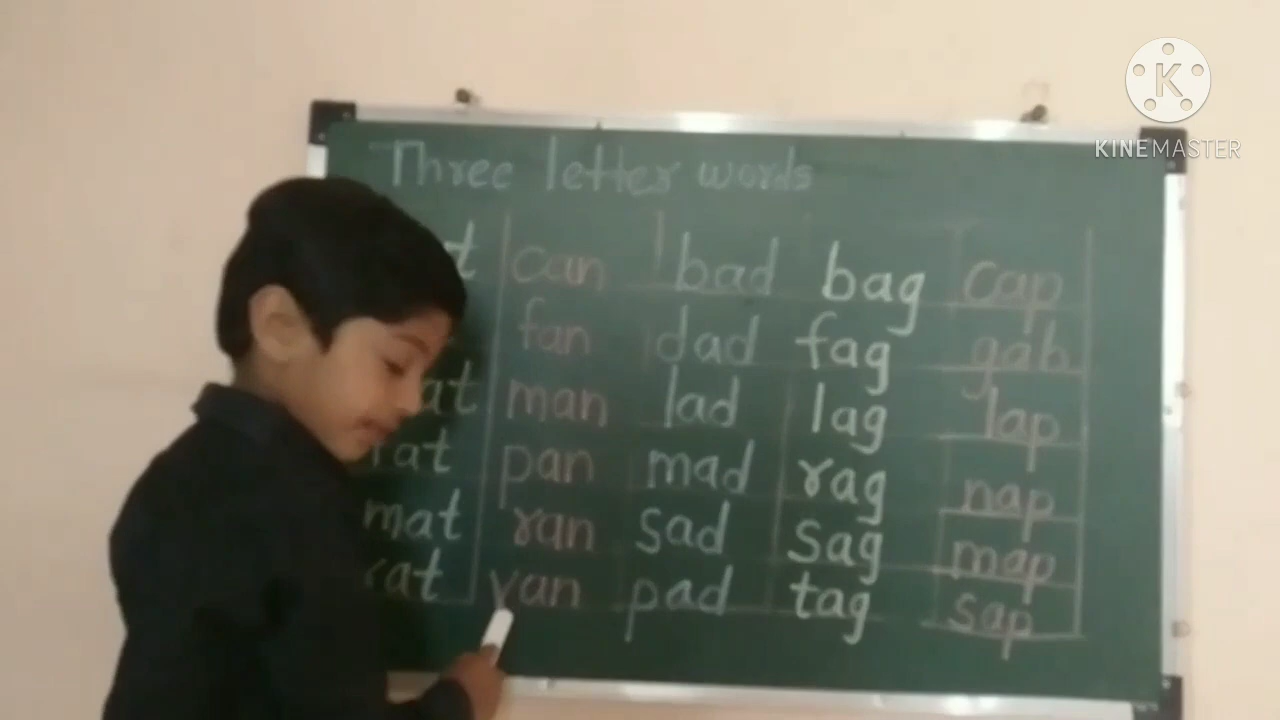 Three letter words
can bad bag cap
fan dad fag gab
man lad lag lap
pan mad rag nap
mat ran sad sag map
rat van pad tag sap
KINEMASTER